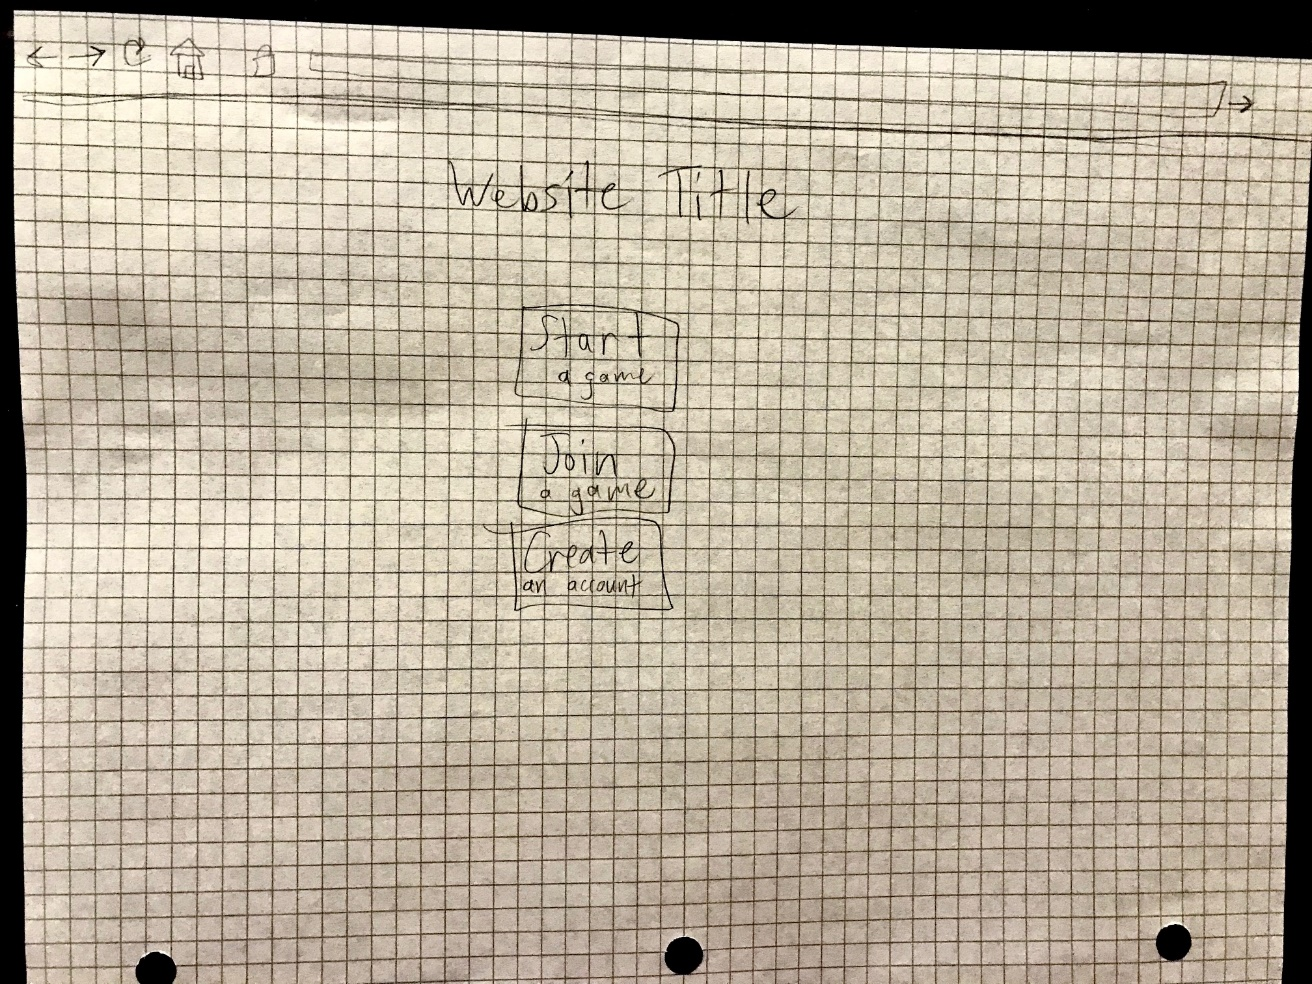 Website Title
Start
a game
Join
a game
Create
an account